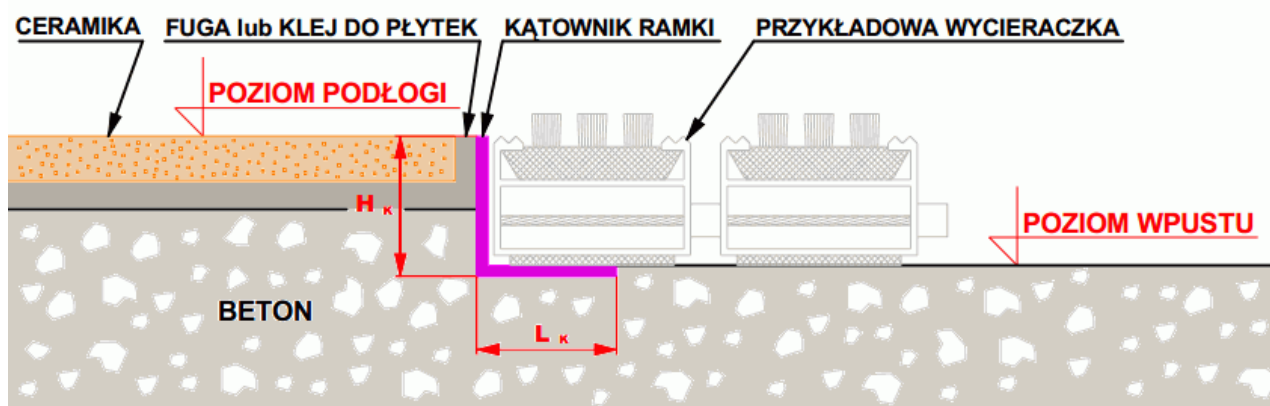 CERAMIKA
FUGA lub KLEJ DO PŁYTEK
KĄTOWNIK RAMKI
PRZYKŁADOWA WYCIERACZKA
POZIOM PODŁOGI
H K
POZIOM WPUSTU
BETON
L K